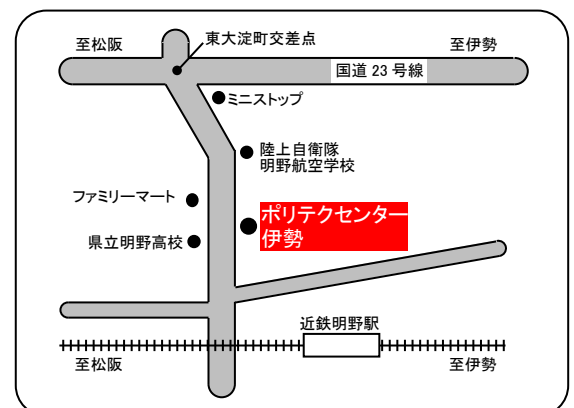 東大淀町交差点
至松阪
至伊勢
国道 23 号線
ミニストップ
陸上自衛隊
明野航空学校
ファミリーマート
ポリテクセンター
伊勢
県立明野高校
近鉄明野駅
至松阪
至伊勢